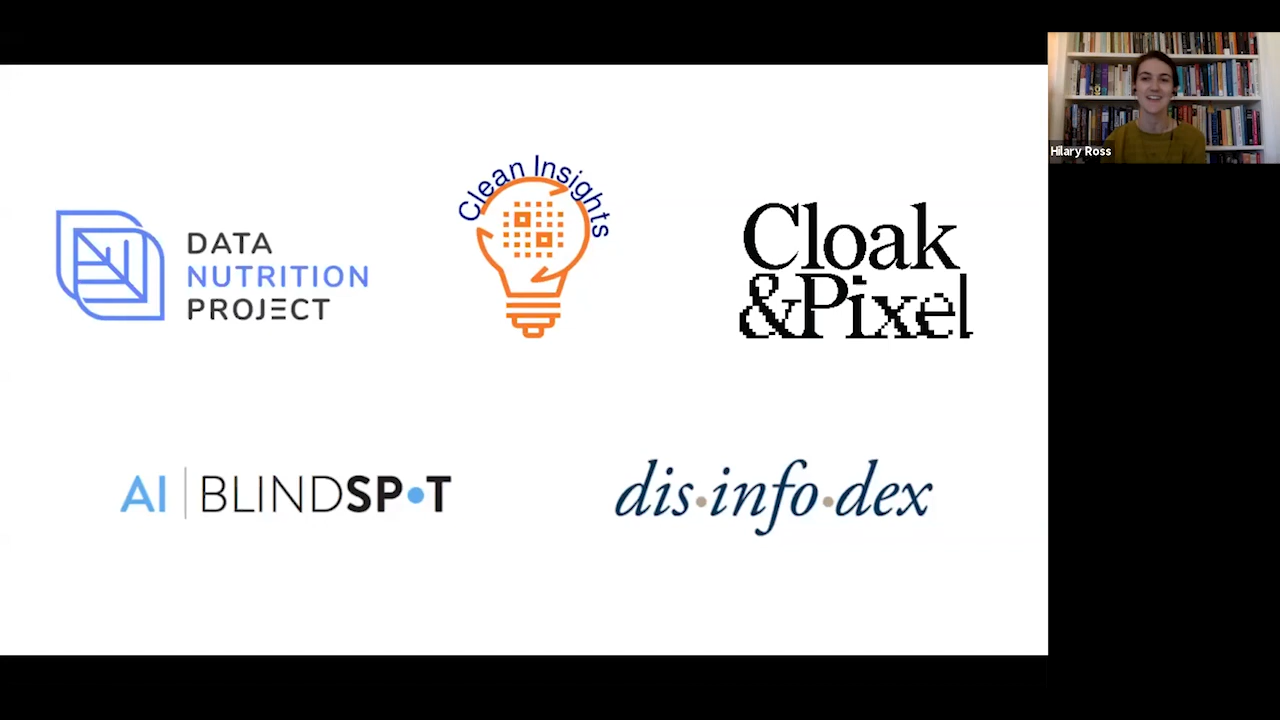 Hilary Ross
DATA
NUTRITION
PROJECT
Clean Insights
Cloak
&Pixel
AI | BLINDSPOT
dis•info•dex